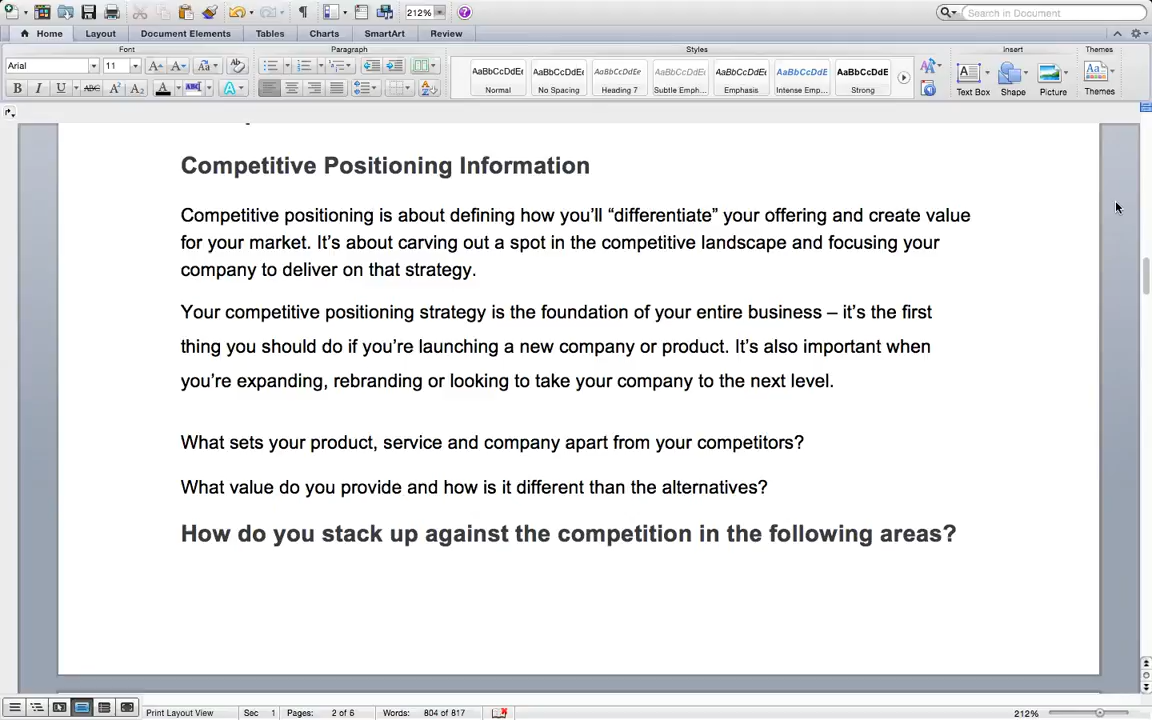 212%
Search in Document
Home Layout Document Elements Tables Charts SmartArt Review
Font Paragraph Styles Insert Themes
Arial 11
AaBbCcDdEe AaBbCcDdEe AaBbCcDdEe AaBbCcDdEe AaBbCcDdEe AaBbCcDdEe AaBbCcDdE
Normal No Spacing Heading 7 Subtle Emph... Emphasis Intense Emp... Strong Text Box Shape Picture Themes
Competitive Positioning Information
Competitive positioning is about defining how you’ll “differentiate” your offering and create value
for your market. It’s about carving out a spot in the competitive landscape and focusing your
company to deliver on that strategy.
Your competitive positioning strategy is the foundation of your entire business – it’s the first
thing you should do if you’re launching a new company or product. It’s also important when
you’re expanding, rebranding or looking to take your company to the next level.
What sets your product, service and company apart from your competitors?
What value do you provide and how is it different than the alternatives?
How do you stack up against the competition in the following areas?
Print Layout View Sec 1 Pages: 2 of 6 Words: 804 of 817 212%